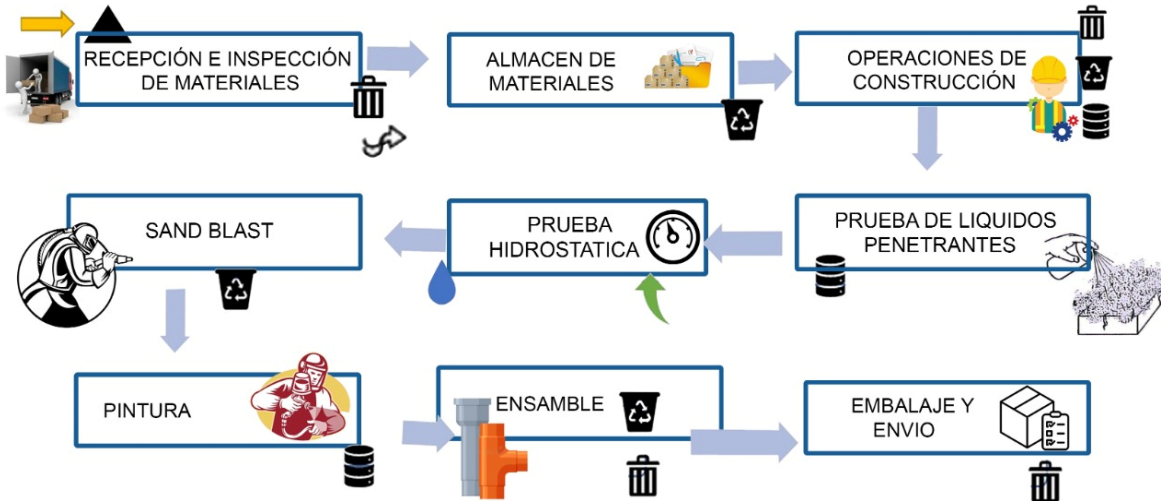 RECEPCIÓN E INSPECCIÓN
DE MATERIALES
ALMACEN DE
MATERIALES
OPERACIONES DE
CONSTRUCCIÓN
PRUEBA DE LIQUIDOS
PENETRANTES
PRUEBA
HIDROSTATICA
SAND BLAST
PINTURA
ENSAMBLE
EMBALAJE Y
ENVIO